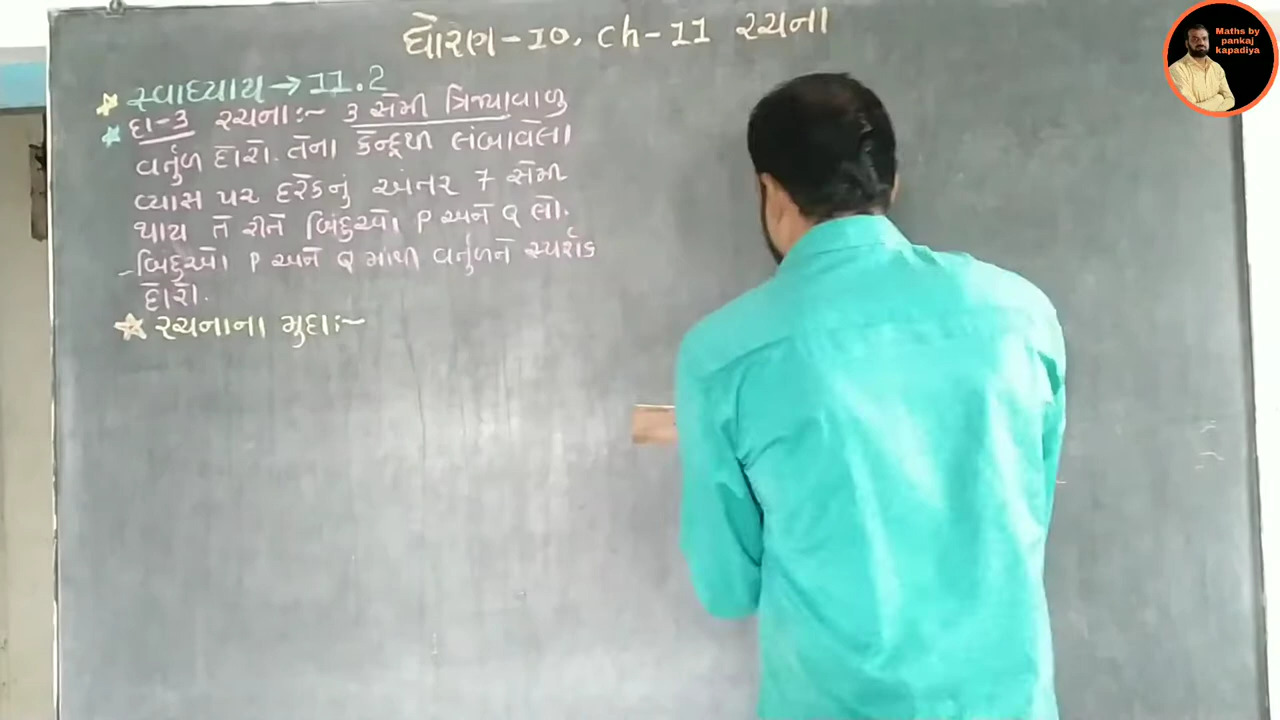 ધોરણ-10, ch-11 રચના
સ્વાધ્યાય → 11.2
દા-3 રચના:~ 3 સેમી ત્રિજ્યાવાળુ
વર્તુળ દોરો. તેના કેન્દ્રથી લંબાવેલા
વ્યાસ પર દરેકનું અંતર 7 સેમી
થાય તે રીતે બિંદુઓ P અને Q લો.
બિંદુઓ P અને Q માંથી વર્તુળને સ્પર્શક
દોરો.
રચનાના મુદા:~
Maths by
pankaj
kapadiya